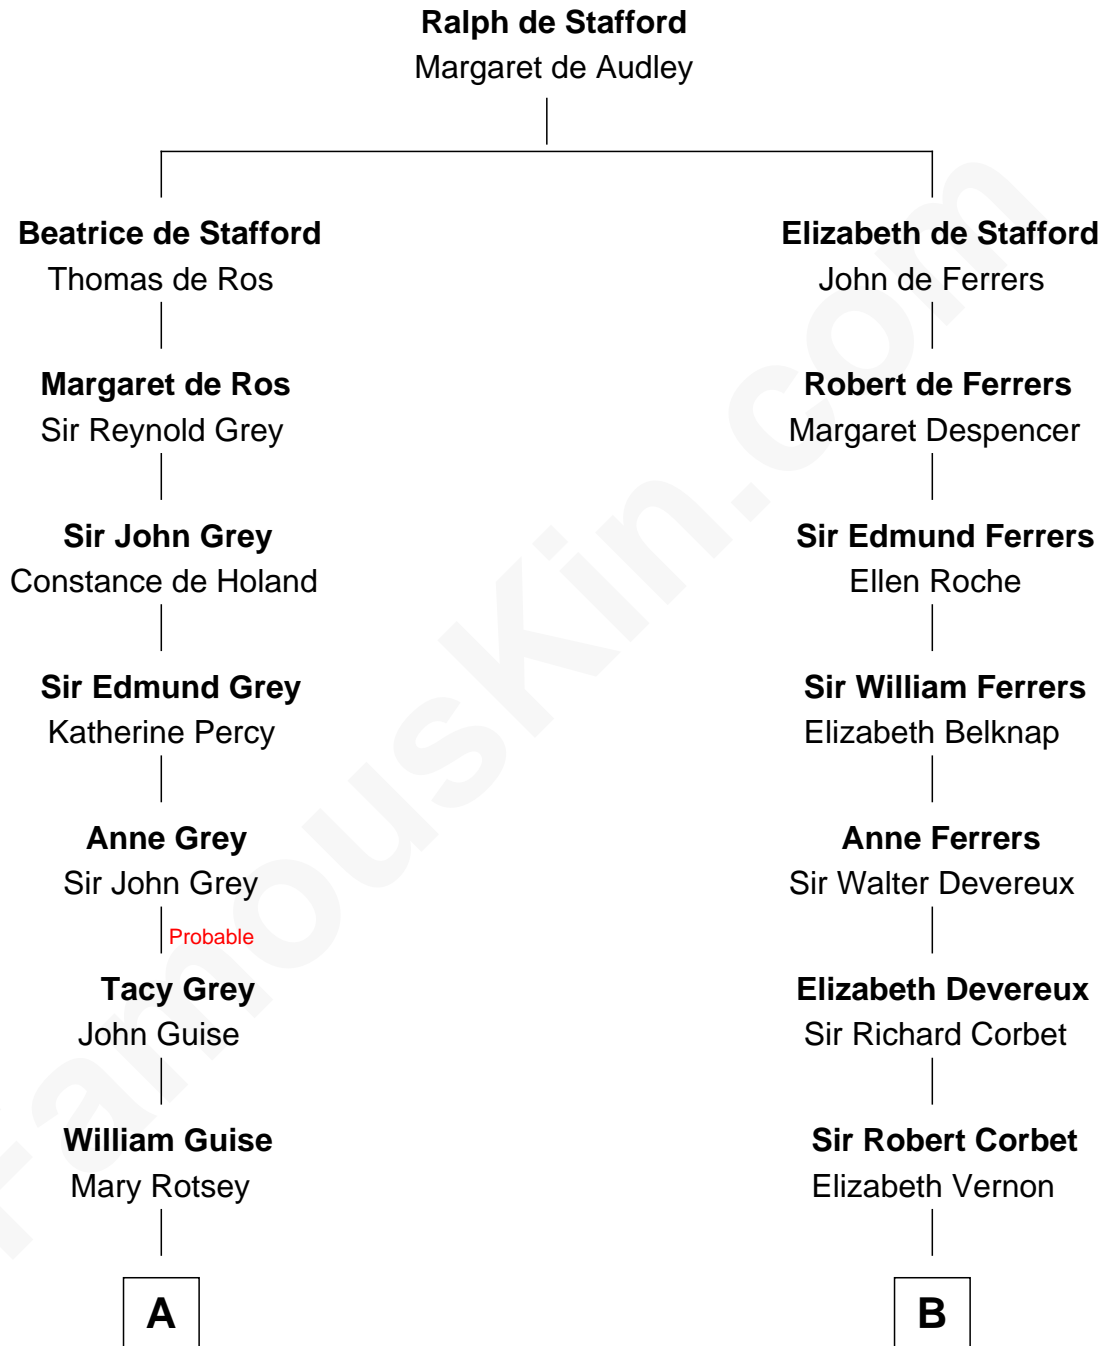 Ralph de Stafford
Margaret de Audley
Beatrice de Stafford
Thomas de Ros
Elizabeth de Stafford
John de Ferrers
Margaret de Ros
Sir Reynold Grey
Robert de Ferrers
Margaret Despencer
Sir John Grey
Constance de Holand
Sir Edmund Ferrers
Ellen Roche
Sir Edmund Grey
Katherine Percy
Sir William Ferrers
Elizabeth Belknap
Anne Grey
Sir John Grey
Anne Ferrers
Sir Walter Devereux
Probable
Tacy Grey
John Guise
Elizabeth Devereux
Sir Richard Corbet
William Guise
Mary Rotsey
Sir Robert Corbet
Elizabeth Vernon
A
B
FamousKin.com